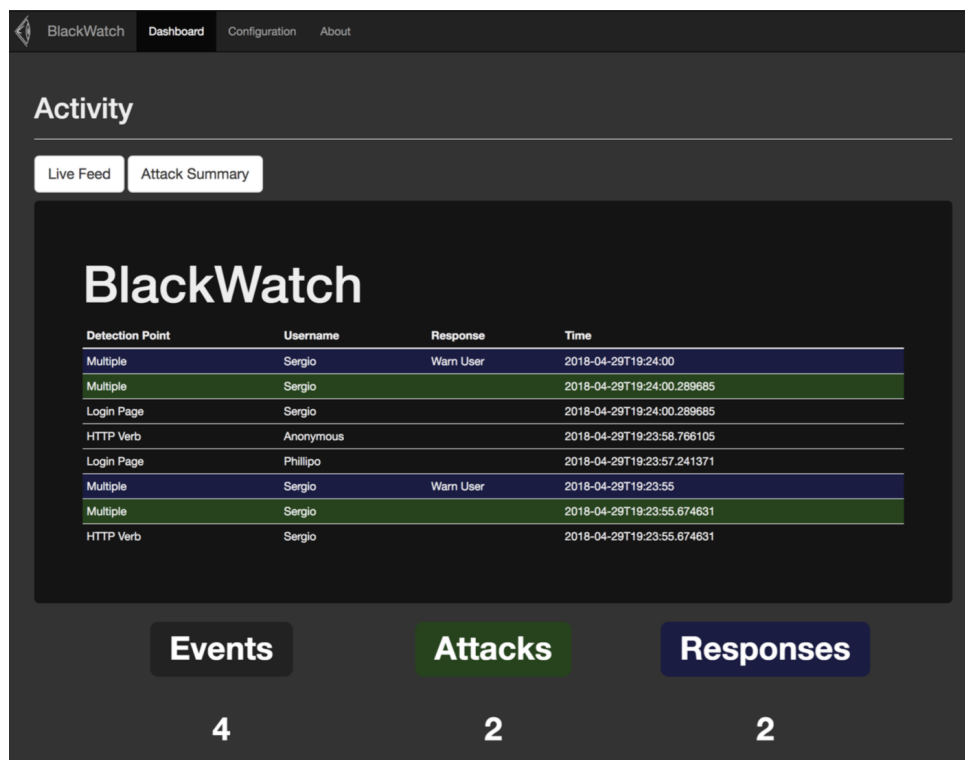 BlackWatch Dashboard Configuration About
Activity
Live Feed Attack Summary
BlackWatch
Detection Point Username Response Time
Multiple Sergio Warn User 2018-04-29T19:24:00
Multiple Sergio 2018-04-29T19:24:00.289685
Login Page Sergio 2018-04-29T19:24:00.289685
HTTP Verb Anonymous 2018-04-29T19:23:58.766105
Login Page Phillipo 2018-04-29T19:23:57.241371
Multiple Sergio Warn User 2018-04-29T19:23:55
Multiple Sergio 2018-04-29T19:23:55.674631
HTTP Verb Sergio 2018-04-29T19:23:55.674631
Events Attacks Responses
4 2 2